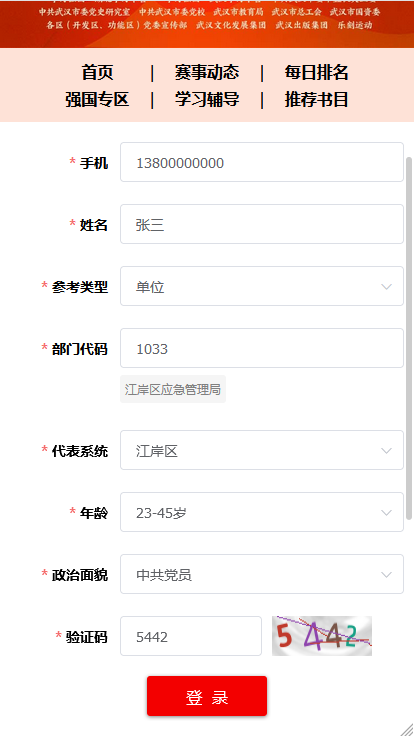 中共武汉市委党史研究室 中共武汉市委党校 武汉市教育局 武汉市总工会 武汉市国资委
各区（开发区、功能区）党委宣传部 武汉文化发展集团 武汉出版集团 乐刻运动
首页 | 赛事动态 | 每日排名
强国专区 | 学习辅导 | 推荐书目
* 手机 13800000000
* 姓名 张三
* 参考类型 单位
* 部门代码 1033
江岸区应急管理局
* 代表系统 江岸区
* 年龄 23-45岁
* 政治面貌 中共党员
* 验证码 5442 5442
登 录